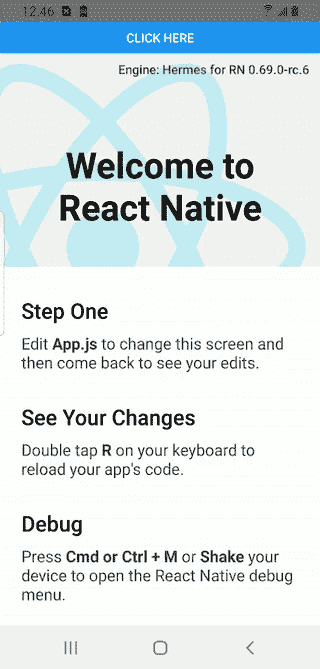 12.46
CLICK HERE
Engine: Hermes for RN 0.69.0-rc.6
Welcome to
React Native
Step One
Edit App.js to change this screen and
then come back to see your edits.
See Your Changes
Double tap R on your keyboard to
reload your app's code.
Debug
Press Cmd or Ctrl + M or Shake your
device to open the React Native debug
menu.